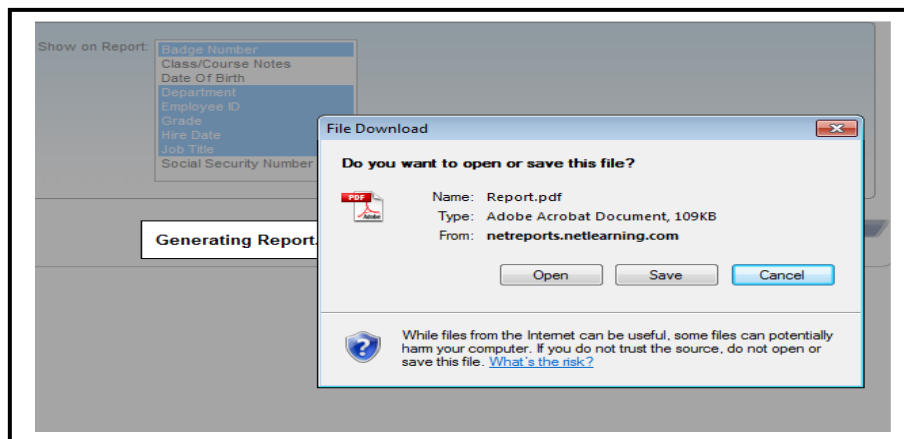 Show on Report:
Badge Number
Class/Course Notes
Date Of Birth
Department
Employee ID
Grade
Hire Date
Job Title
Social Security Number
Generating Report.
File Download
Do you want to open or save this file?
PDF
Adobe
Name: Report.pdf
Type: Adobe Acrobat Document, 109KB
From: netreports.netlearning.com
Open Save Cancel
While files from the Internet can be useful, some files can potentially
harm your computer. If you do not trust the source, do not open or
save this file. What's the risk?